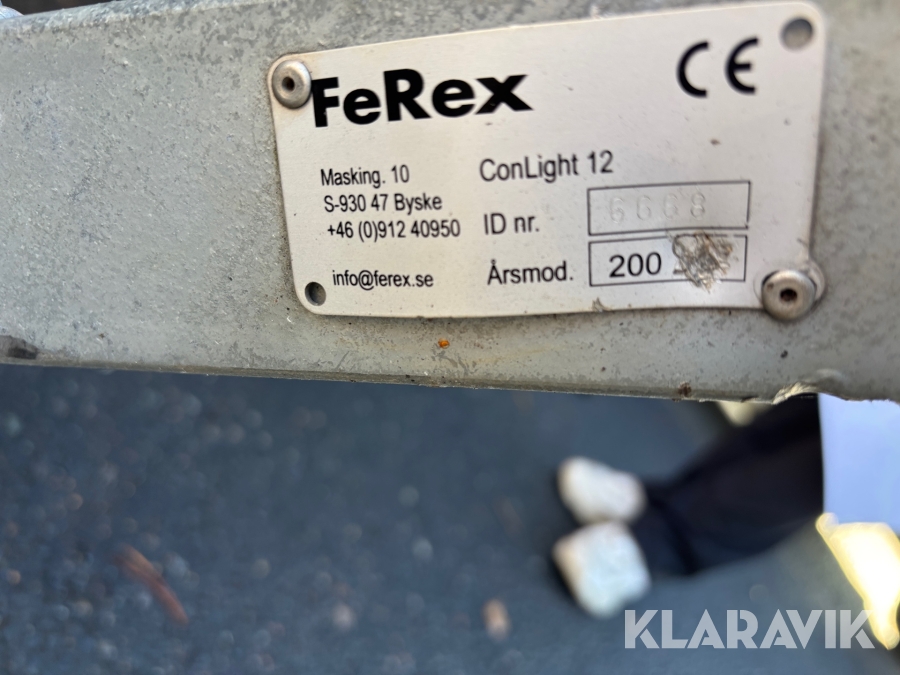 FeRex
CE
Masking. 10
S-930 47 Byske
+46 (0)912 40950
info@ferex.se
ConLight 12
ID nr. 6668
Årsmod. 200
KLARAVIK